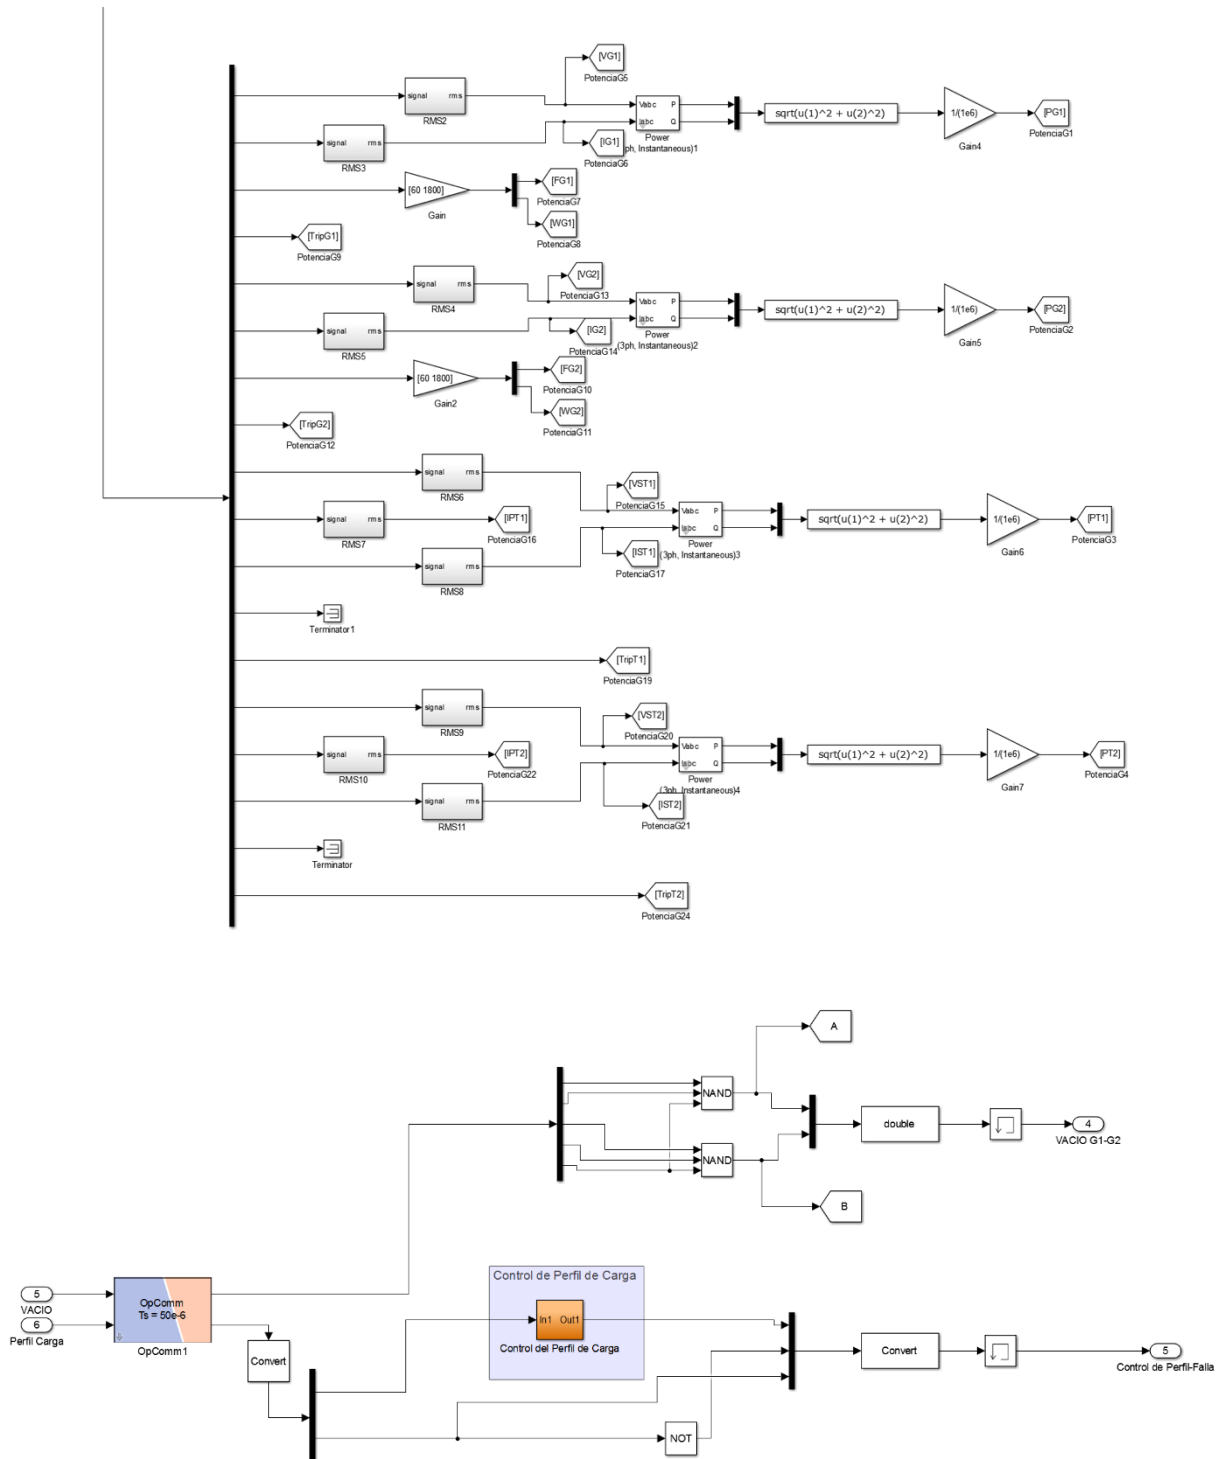 [VG1]
PotenciaG5
signal rms
RMS2
Vabc P
Iabc Q
Power
ph, Instantaneous)1
sqrt(u(1)^2 + u(2)^2)
1/(1e6)
Gain4
[PG1]
PotenciaG1
signal rms
RMS3
[IG1]
PotenciaG6
[60 1800]
Gain
[FG1]
PotenciaG7
[WG1]
PotenciaG8
[TripG1]
PotenciaG9
signal rms
RMS4
[VG2]
PotenciaG13
Vabc P
Iabc Q
Power
(3ph, Instantaneous)2
sqrt(u(1)^2 + u(2)^2)
1/(1e6)
Gain5
[PG2]
PotenciaG2
signal rms
RMS5
[IG2]
PotenciaG14
[60 1800]
Gain2
[FG2]
PotenciaG10
[WG2]
PotenciaG11
[TripG2]
PotenciaG12
signal rms
RMS6
[VST1]
PotenciaG15
Vabc P
Iabc Q
Power
(3ph, Instantaneous)3
sqrt(u(1)^2 + u(2)^2)
1/(1e6)
Gain6
[PT1]
PotenciaG3
signal rms
RMS7
[IPT1]
PotenciaG16
[IST1]
PotenciaG17
signal rms
RMS8
Terminator1
[TripT1]
PotenciaG19
signal rms
RMS9
[VST2]
PotenciaG20
Vabc P
Iabc Q
Power
(3ph, Instantaneous)4
sqrt(u(1)^2 + u(2)^2)
1/(1e6)
Gain7
[PT2]
PotenciaG4
signal rms
RMS10
[IPT2]
PotenciaG22
signal rms
RMS11
[IST2]
PotenciaG21
Terminator
[TripT2]
PotenciaG24
A
NAND
double
4
VACIO G1-G2
NAND
B
5
VACIO
6
Perfil Carga
OpComm
Ts = 50e-6
OpComm1
Convert
Control de Perfil de Carga
In1 Out1
Control del Perfil de Carga
Convert
5
Control de Perfil-Falla
NOT